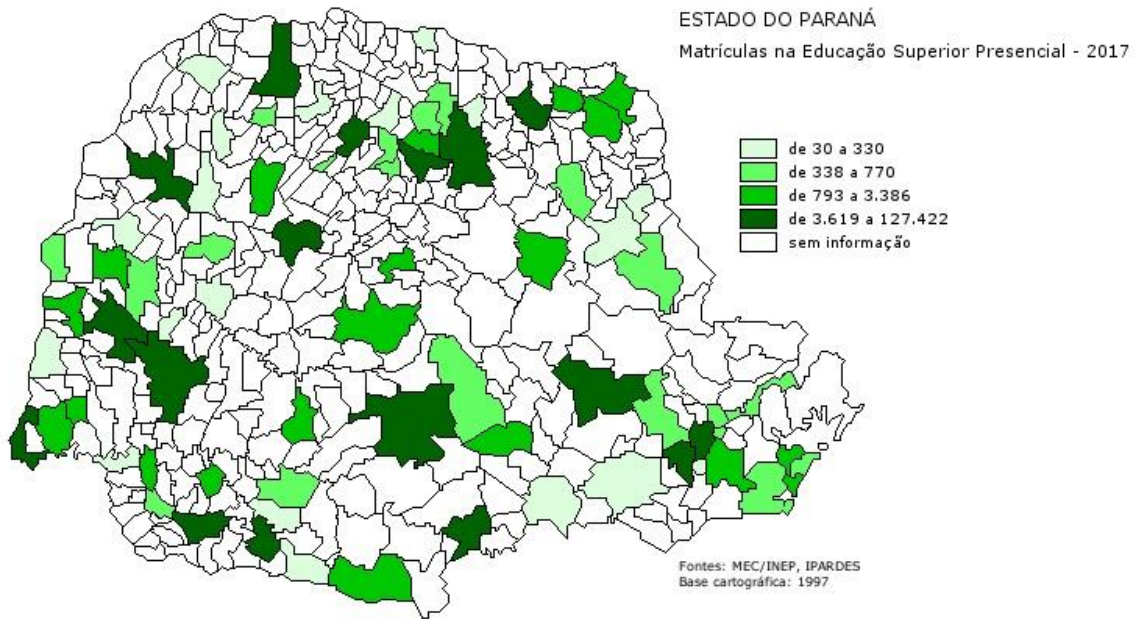 ESTADO DO PARANÁ
Matrículas na Educação Superior Presencial - 2017
de 30 a 330
de 338 a 770
de 793 a 3.386
de 3.619 a 127.422
sem informação
Fontes: MEC/INEP, IPARDES
Base cartográfica: 1997